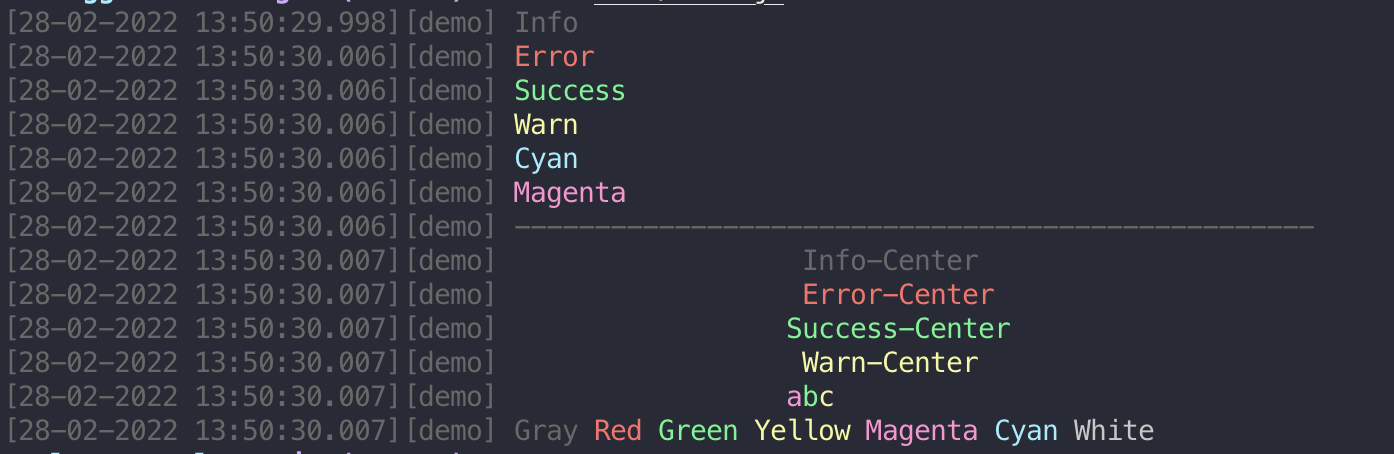 [28-02-2022 13:50:29.998][demo] Info
[28-02-2022 13:50:30.006][demo] Error
[28-02-2022 13:50:30.006][demo] Success
[28-02-2022 13:50:30.006][demo] Warn
[28-02-2022 13:50:30.006][demo] Cyan
[28-02-2022 13:50:30.006][demo] Magenta
[28-02-2022 13:50:30.006][demo] --------------------------------------------------
[28-02-2022 13:50:30.007][demo]                   Info-Center
[28-02-2022 13:50:30.007][demo]                   Error-Center
[28-02-2022 13:50:30.007][demo]                  Success-Center
[28-02-2022 13:50:30.007][demo]                   Warn-Center
[28-02-2022 13:50:30.007][demo]                  abc
[28-02-2022 13:50:30.007][demo] Gray Red Green Yellow Magenta Cyan White